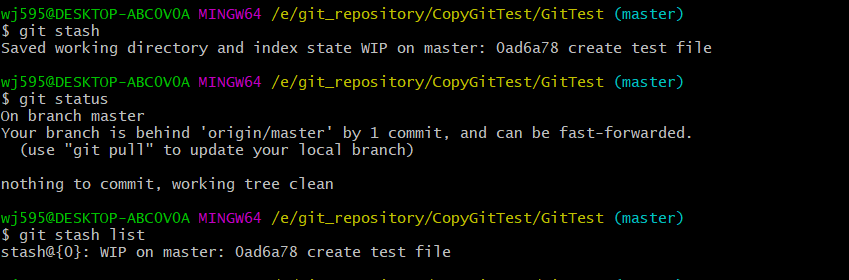 wj595@DESKTOP-ABC0V0A MINGW64 /e/git_repository/CopyGitTest/GitTest (master)
$ git stash
Saved working directory and index state WIP on master: 0ad6a78 create test file
wj595@DESKTOP-ABC0V0A MINGW64 /e/git_repository/CopyGitTest/GitTest (master)
$ git status
On branch master
Your branch is behind 'origin/master' by 1 commit, and can be fast-forwarded.
  (use "git pull" to update your local branch)
nothing to commit, working tree clean
wj595@DESKTOP-ABC0V0A MINGW64 /e/git_repository/CopyGitTest/GitTest (master)
$ git stash list
stash@{0}: WIP on master: 0ad6a78 create test file